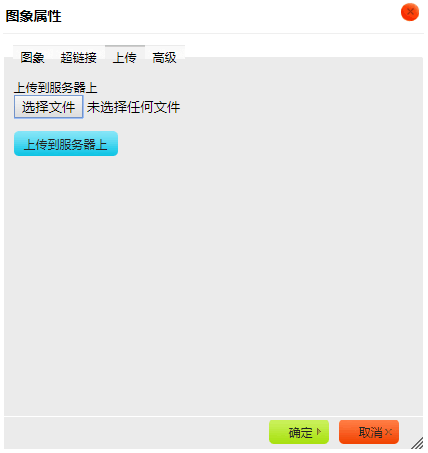 图象属性
图象 超链接 上传 高级
上传到服务器上
选择文件 未选择任何文件
上传到服务器上
确定 取消